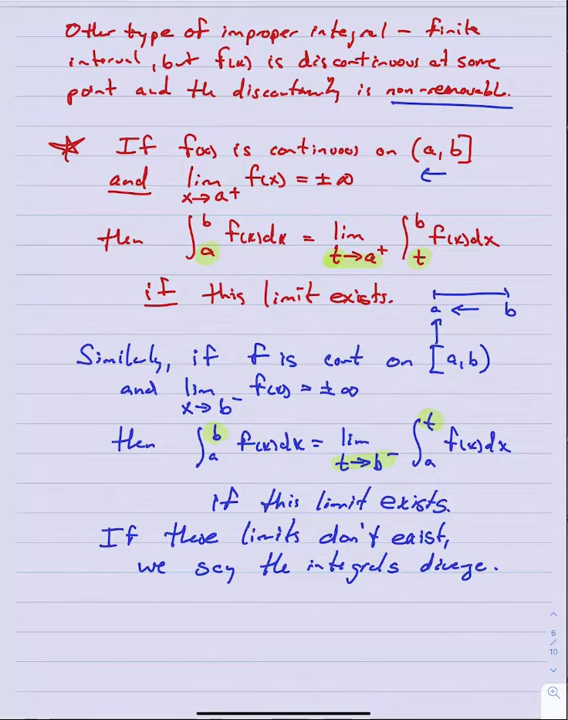 Other type of improper integral – finite
interval, but f(x) is discontinuous at some
point and the discontinuity is non-removable.
☆ If f(x) is continuous on (a, b]
and lim x→a+ f(x) = ±∞
←
then ∫_a^b f(x)dx = lim t→a+ ∫_t^b f(x)dx
if this limit exists.
a ← b
Similarly, if f is cont on [a,b)
and lim x→b- f(x) = ±∞
then ∫_a^b f(x)dx = lim t→b- ∫_a^t f(x)dx
if this limit exists.
If these limits don't exist,
we say the integrals diverge.
6
/
10